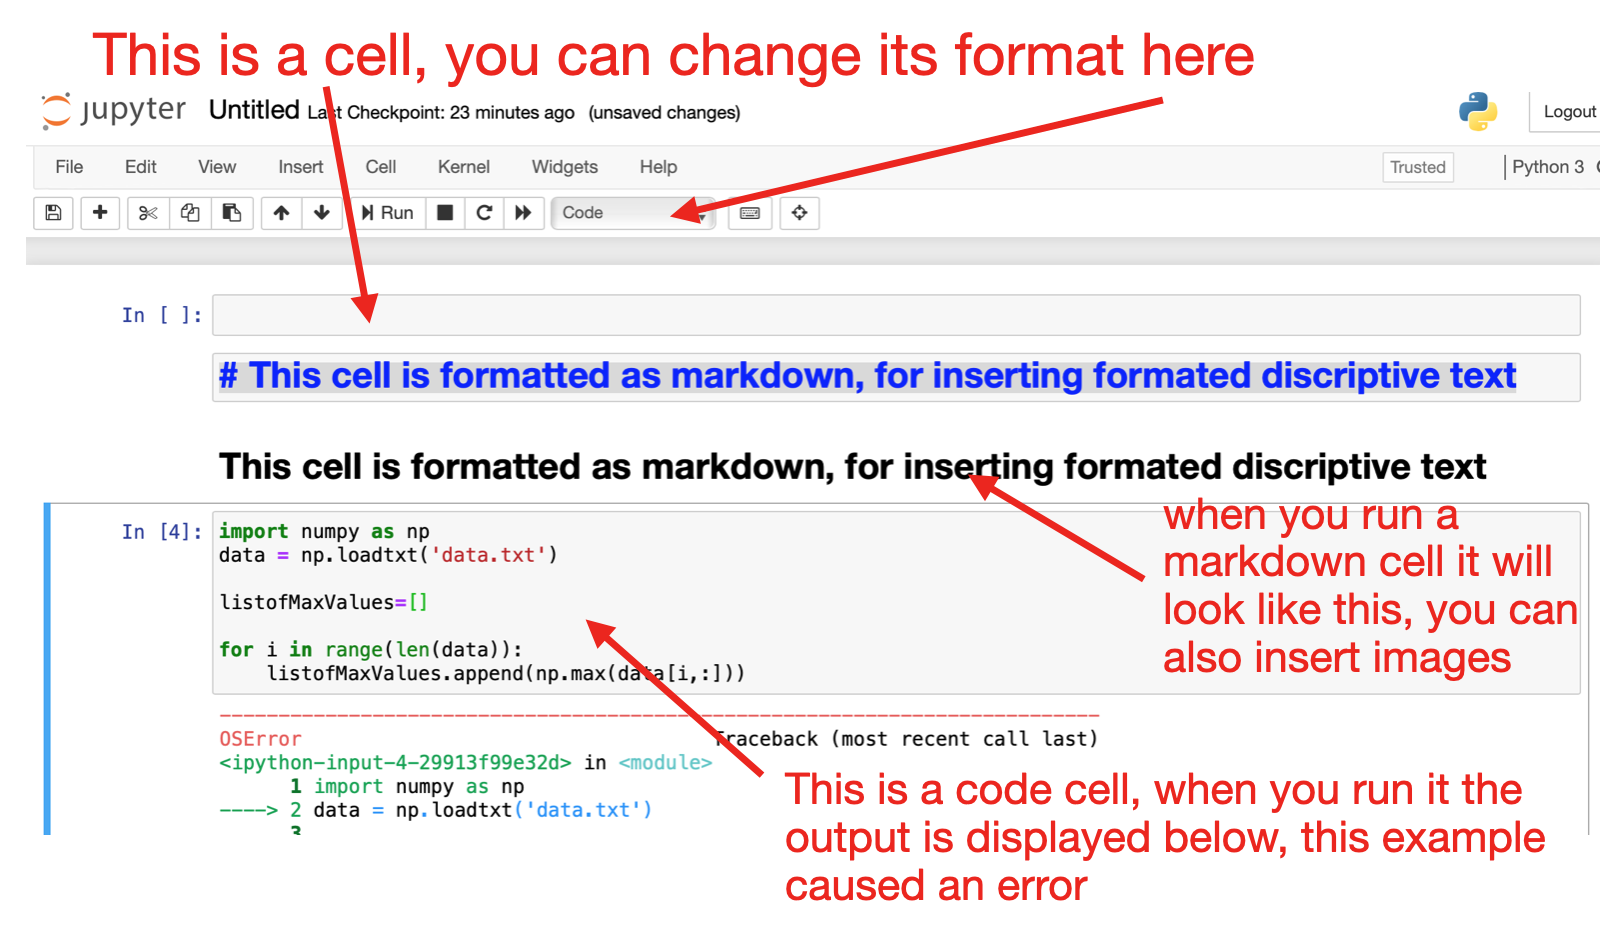 This is a cell, you can change its format here
jupyter Untitled Last Checkpoint: 23 minutes ago (unsaved changes)
Logout
File Edit View Insert Cell Kernel Widgets Help Trusted Python 3
Run Code
In [ ]:
# This cell is formatted as markdown, for inserting formated discriptive text
This cell is formatted as markdown, for inserting formated discriptive text
when you run a
markdown cell it will
look like this, you can
also insert images
In [4]: import numpy as np
data = np.loadtxt('data.txt')
listofMaxValues=[]
for i in range(len(data)):
listofMaxValues.append(np.max(data[i,:]))
OSError Traceback (most recent call last)
<ipython-input-4-29913f99e32d> in <module>
1 import numpy as np
----> 2 data = np.loadtxt('data.txt')
3
This is a code cell, when you run it the
output is displayed below, this example
caused an error